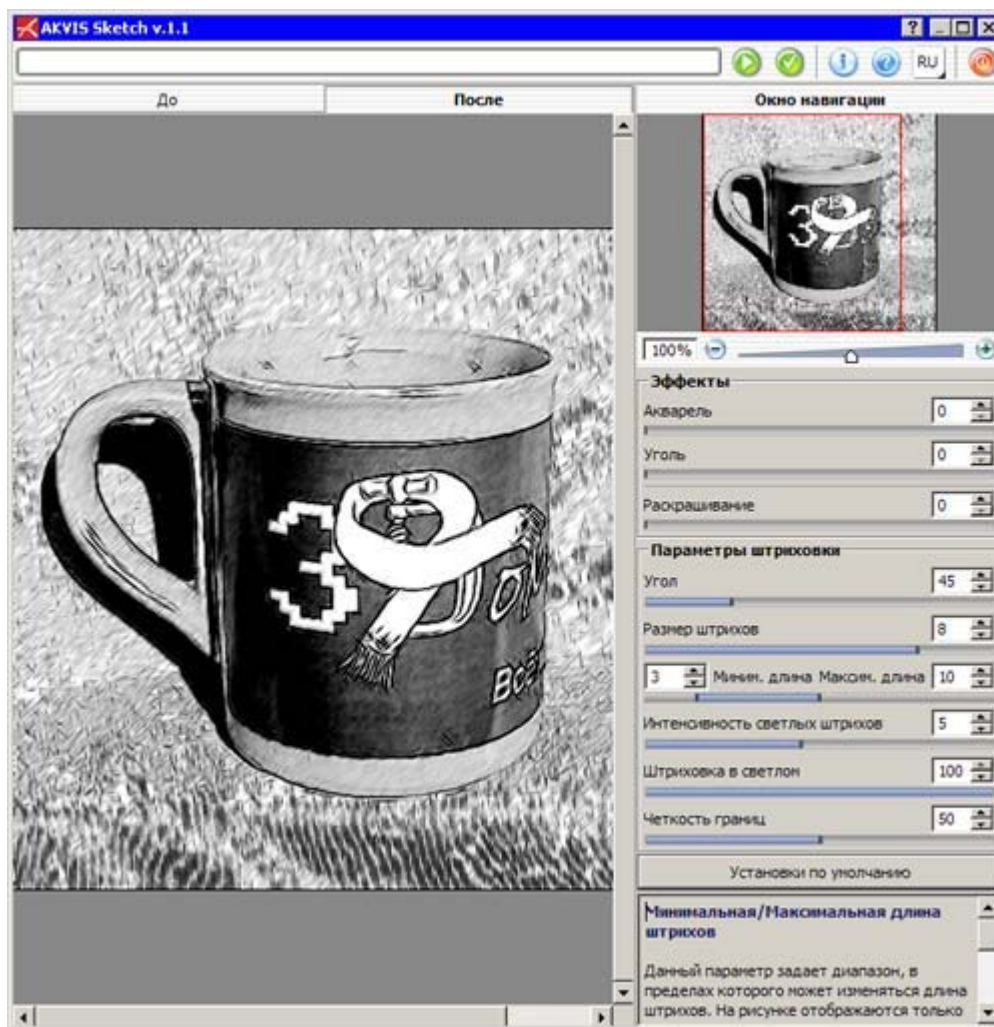 AKVIS Sketch v.1.1
RU
До
После
Окно навигации
100%
Эффекты
Акварель
0
Уголь
0
Раскрашивание
0
Параметры штриховки
Угол
45
Размер штрихов
8
3
Миним. длина Максим. длина
10
Интенсивность светлых штрихов
5
Штриховка в светлом
100
Четкость границ
50
Установки по умолчанию
Минимальная/Максимальная длина
штрихов
Данный параметр задает диапазон, в
пределах которого может изменяться длина
штрихов. На рисунке отображаются только
3